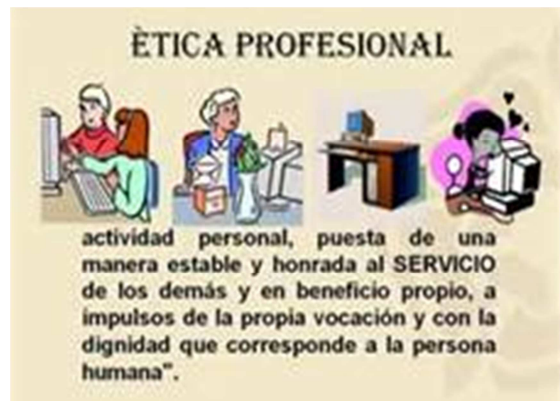 ÈTICA PROFESIONAL
actividad personal, puesta de una
manera estable y honrada al SERVICIO
de los demás y en beneficio propio, a
impulsos de la propia vocación y con la
dignidad que corresponde a la persona
humana".